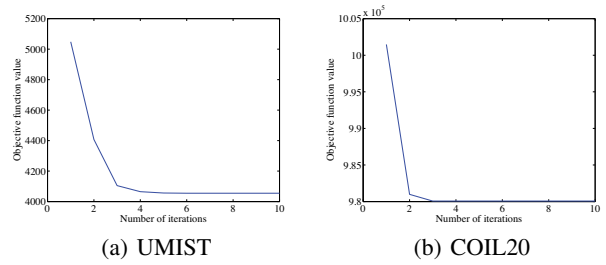 5200
5000
4800
4600
4400
4200
4000
0 2 4 6 8 10
Objective function value
Number of iterations
(a) UMIST
10.05 x 10^5
10
9.95
9.9
9.85
9.8
0 2 4 6 8 10
Objective function value
Number of iterations
(b) COIL20